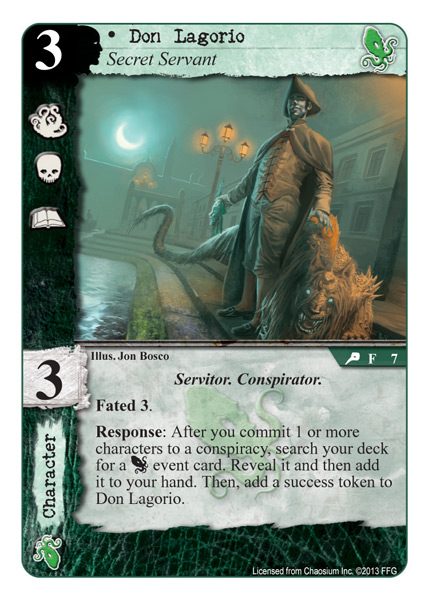 3
• Don Lagorio
Secret Servant
Illus. Jon Bosco
F 7
3
Servitor. Conspirator.
Fated 3.
Response: After you commit 1 or more
characters to a conspiracy, search your deck
for a event card. Reveal it and then add
it to your hand. Then, add a success token to
Don Lagorio.
Character
Licensed from Chaosium Inc. ©2013 FFG